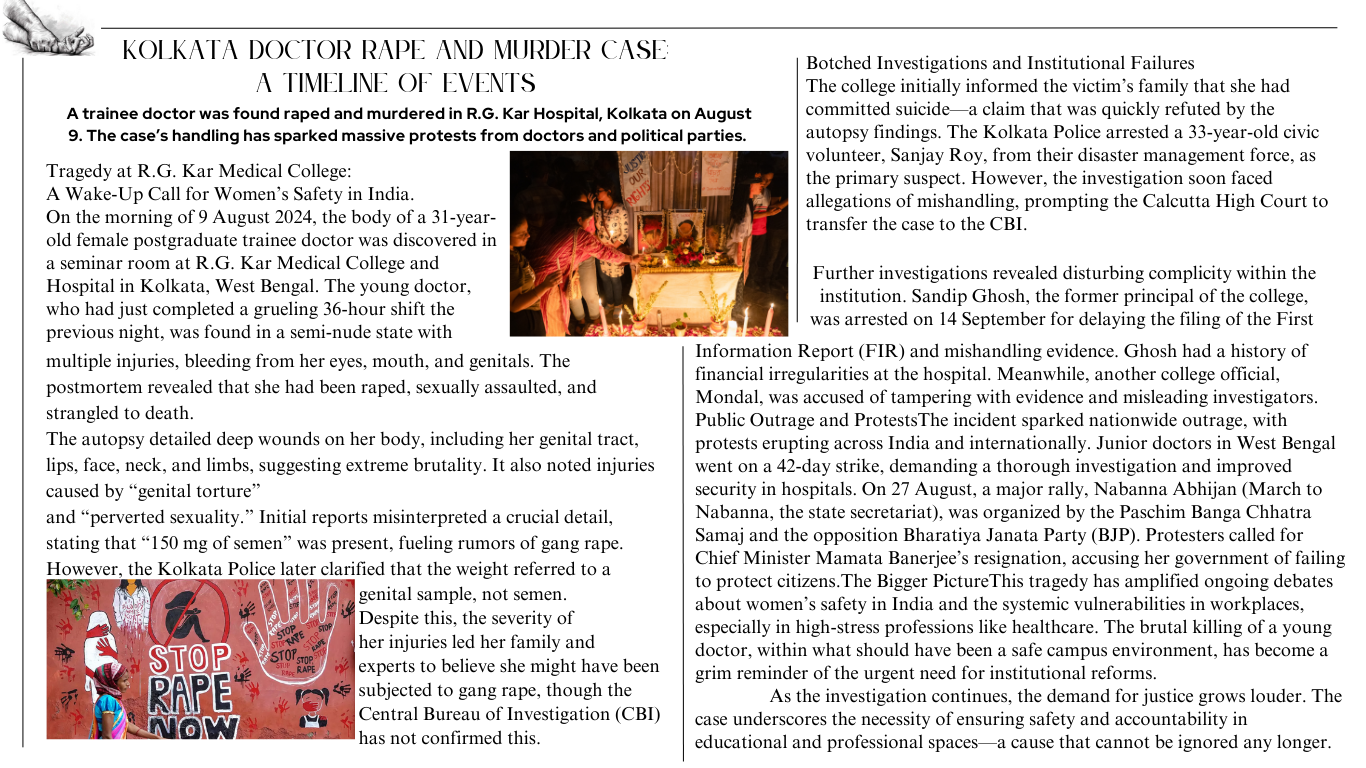 KOLKATA DOCTOR RAPE AND MURDER CASE:
A TIMELINE OF EVENTS
A trainee doctor was found raped and murdered in R.G. Kar Hospital, Kolkata on August
9. The case's handling has sparked massive protests from doctors and political parties.
Tragedy at R.G. Kar Medical College:
A Wake-Up Call for Women's Safety in India.
On the morning of 9 August 2024, the body of a 31-year-
old female postgraduate trainee doctor was discovered in
a seminar room at R.G. Kar Medical College and
Hospital in Kolkata, West Bengal. The young doctor,
who had just completed a grueling 36-hour shift the
previous night, was found in a semi-nude state with
multiple injuries, bleeding from her eyes, mouth, and genitals. The
postmortem revealed that she had been raped, sexually assaulted, and
strangled to death.
The autopsy detailed deep wounds on her body, including her genital tract,
lips, face, neck, and limbs, suggesting extreme brutality. It also noted injuries
caused by “genital torture”
and “perverted sexuality.” Initial reports misinterpreted a crucial detail,
stating that “150 mg of semen” was present, fueling rumors of gang rape.
However, the Kolkata Police later clarified that the weight referred to a
genital sample, not semen.
Despite this, the severity of
her injuries led her family and
experts to believe she might have been
subjected to gang rape, though the
Central Bureau of Investigation (CBI)
has not confirmed this.
STOP
RAPE
NOW
STOP
RAPE
STOP
STOP
RAPE
OUR
RIGHTS
Botched Investigations and Institutional Failures
The college initially informed the victim's family that she had
committed suicide—a claim that was quickly refuted by the
autopsy findings. The Kolkata Police arrested a 33-year-old civic
volunteer, Sanjay Roy, from their disaster management force, as
the primary suspect. However, the investigation soon faced
allegations of mishandling, prompting the Calcutta High Court to
transfer the case to the CBI.
Further investigations revealed disturbing complicity within the
institution. Sandip Ghosh, the former principal of the college,
was arrested on 14 September for delaying the filing of the First
Information Report (FIR) and mishandling evidence. Ghosh had a history of
financial irregularities at the hospital. Meanwhile, another college official,
Mondal, was accused of tampering with evidence and misleading investigators.
Public Outrage and ProtestsThe incident sparked nationwide outrage, with
protests erupting across India and internationally. Junior doctors in West Bengal
went on a 42-day strike, demanding a thorough investigation and improved
security in hospitals. On 27 August, a major rally, Nabanna Abhijan (March to
Nabanna, the state secretariat), was organized by the Paschim Banga Chhatra
Samaj and the opposition Bharatiya Janata Party (BJP). Protesters called for
Chief Minister Mamata Banerjee's resignation, accusing her government of failing
to protect citizens.The Bigger PictureThis tragedy has amplified ongoing debates
about women's safety in India and the systemic vulnerabilities in workplaces,
especially in high-stress professions like healthcare. The brutal killing of a young
doctor, within what should have been a safe campus environment, has become a
grim reminder of the urgent need for institutional reforms.
As the investigation continues, the demand for justice grows louder. The
case underscores the necessity of ensuring safety and accountability in
educational and professional spaces—a cause that cannot be ignored any longer.